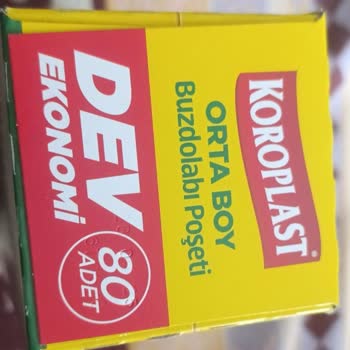 KOROPLAST®
ORTA BOY
Buzdolabı Poşeti
DEV
EKONOMİ
80
ADET